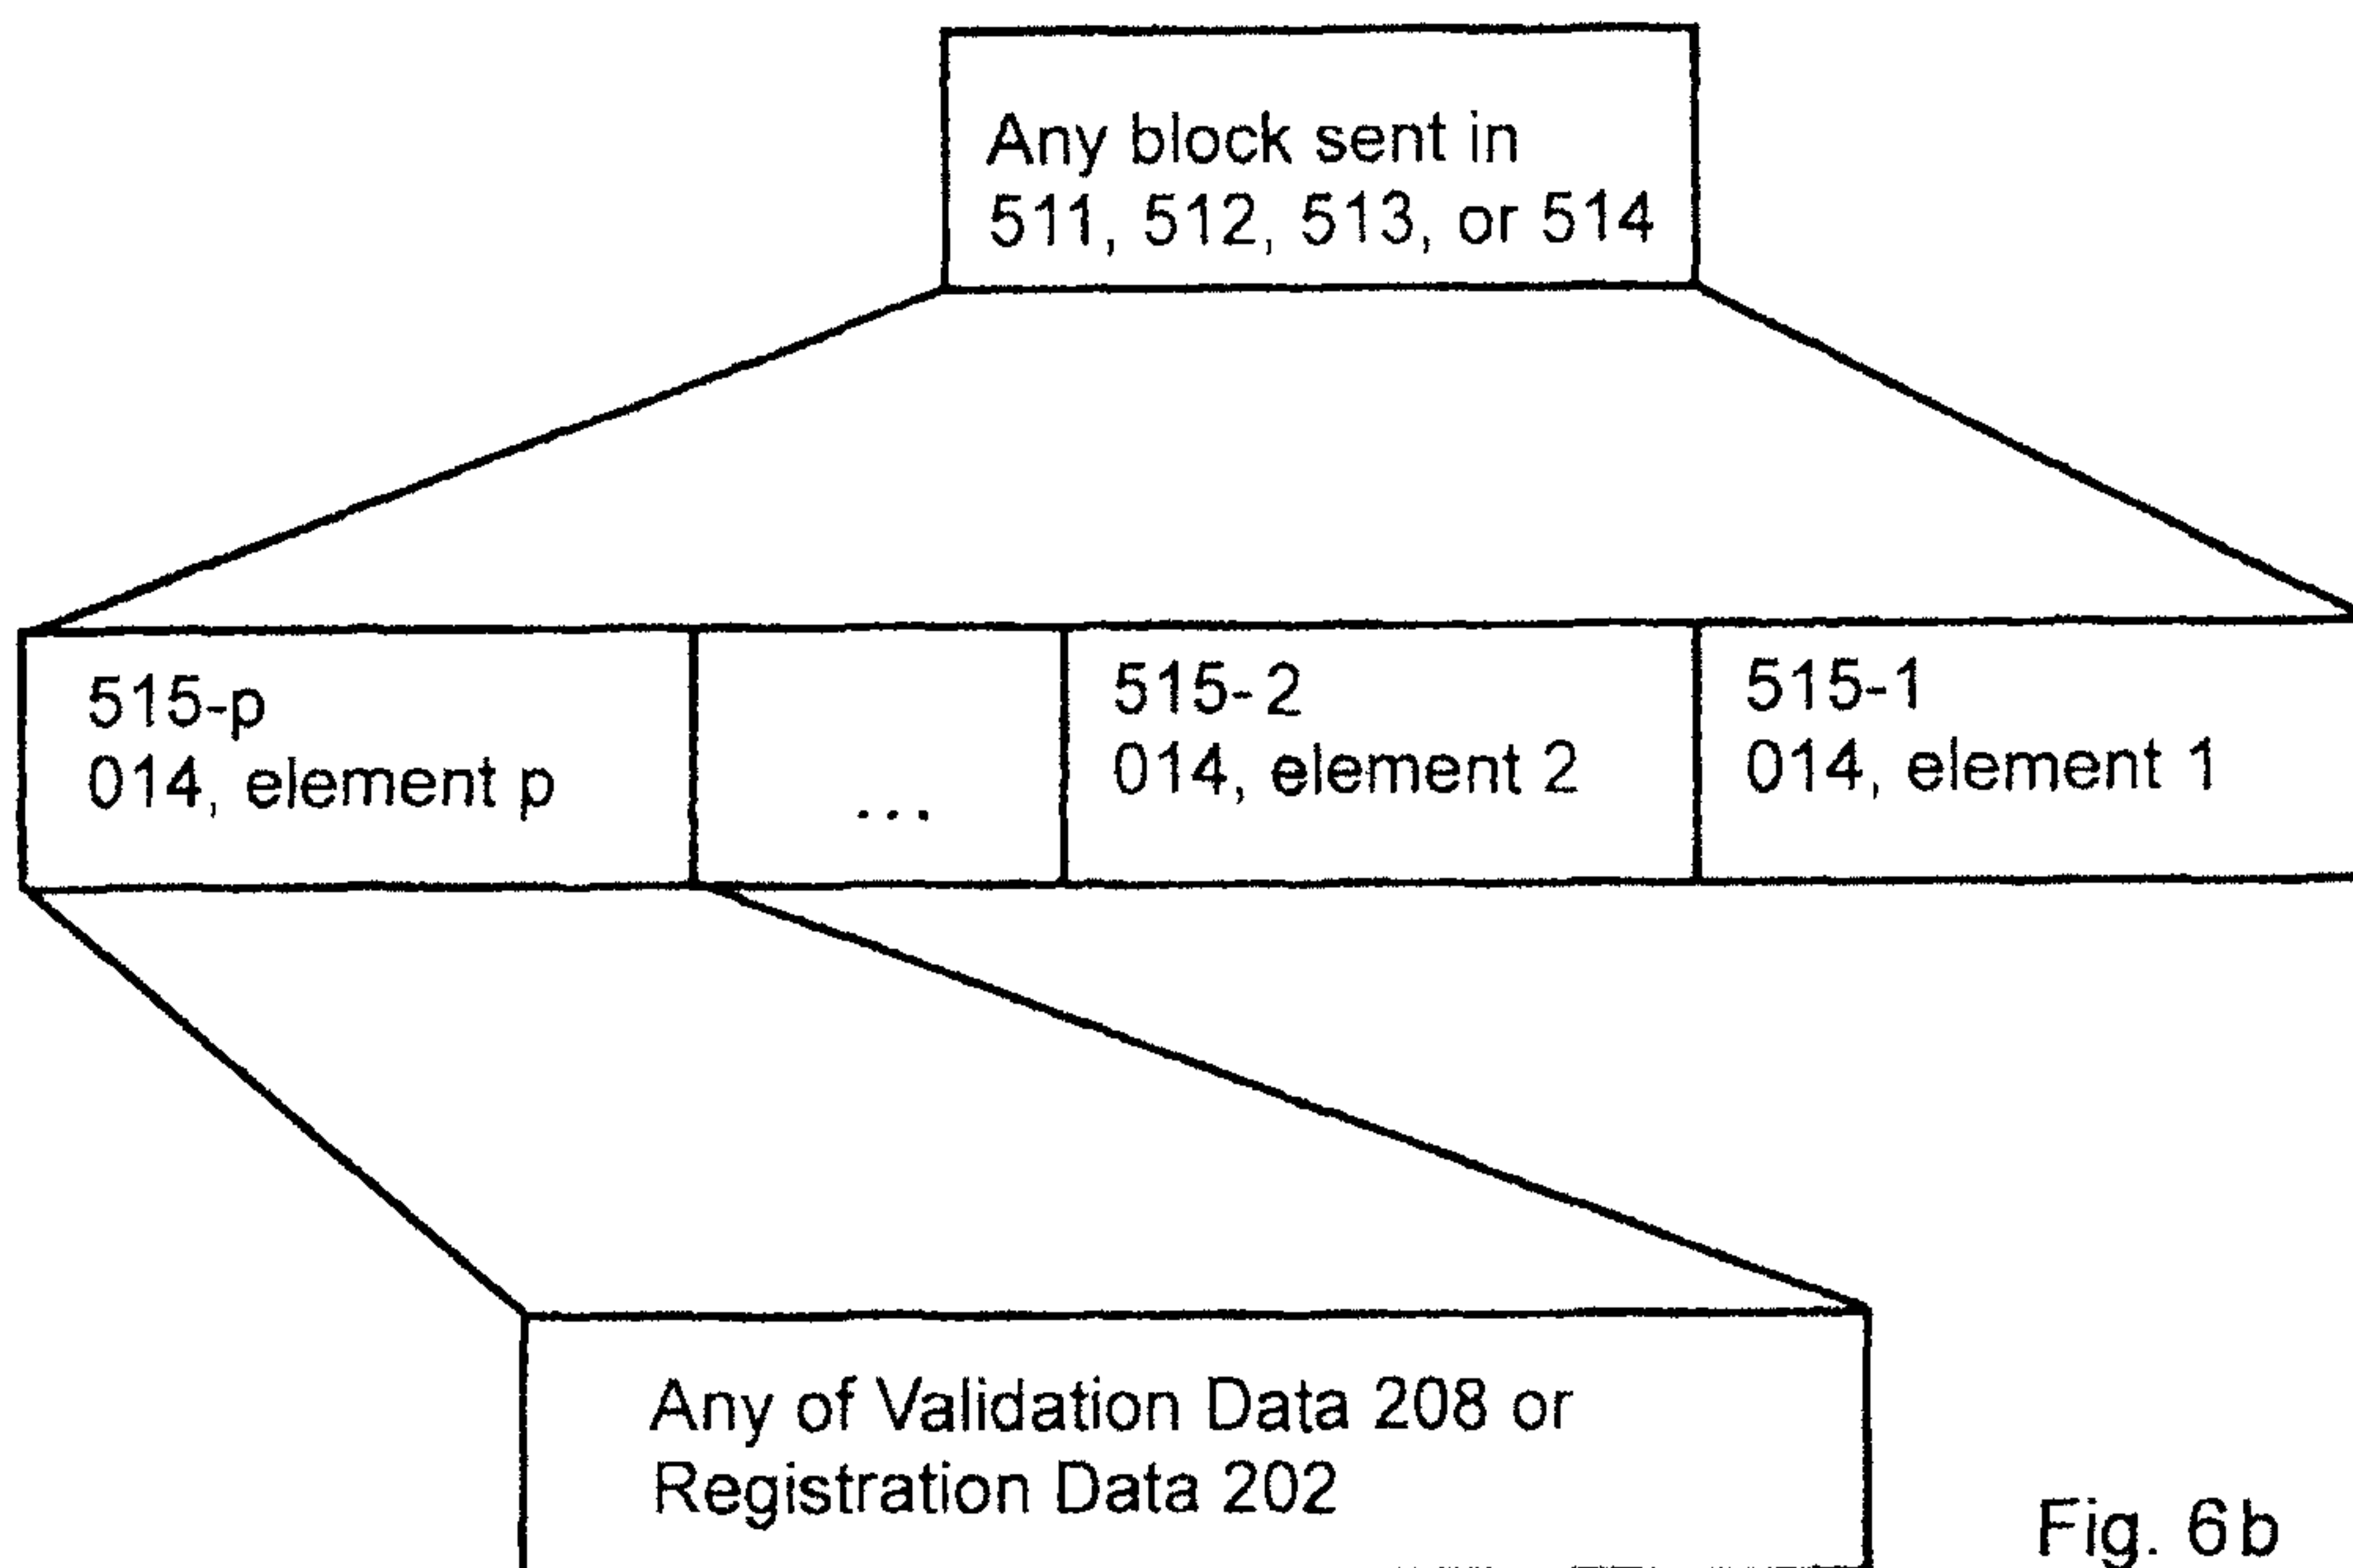 Any block sent in
511, 512, 513, or 514
515-p
014, element p
...
515-2
014, element 2
515-1
014, element 1
Any of Validation Data 208 or
Registration Data 202
Fig. 6b